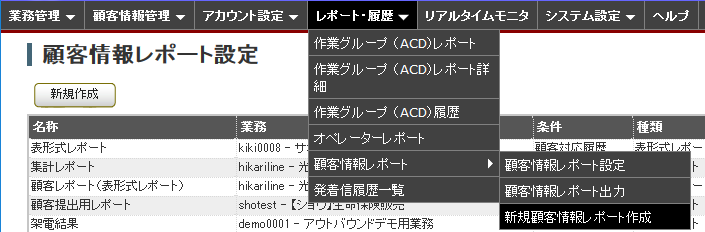 業務管理 ▼ 顧客情報管理 ▼ アカウント設定 ▼ レポート・履歴 ▼ リアルタイムモニタ システム設定 ▼ ヘルプ
顧客情報レポート設定
新規作成
作業グループ（ACD）レポート
作業グループ（ACD）レポート詳
細
作業グループ（ACD）履歴
オペレーターレポート
顧客情報レポート
発着信履歴一覧
顧客情報レポート設定
顧客情報レポート出力
新規顧客情報レポート作成
名称 業務 条件 種類
表形式レポート kiki0008 - サ 顧客対応履歴 表形式レポート
集計レポート hikariline - 光
顧客レポート(表形式レポート) hikariline - 光
顧客提出用レポート shotest - 【ショウ】生命保険販売
架電結果 demo0001 - アウトバウンドデモ用業務